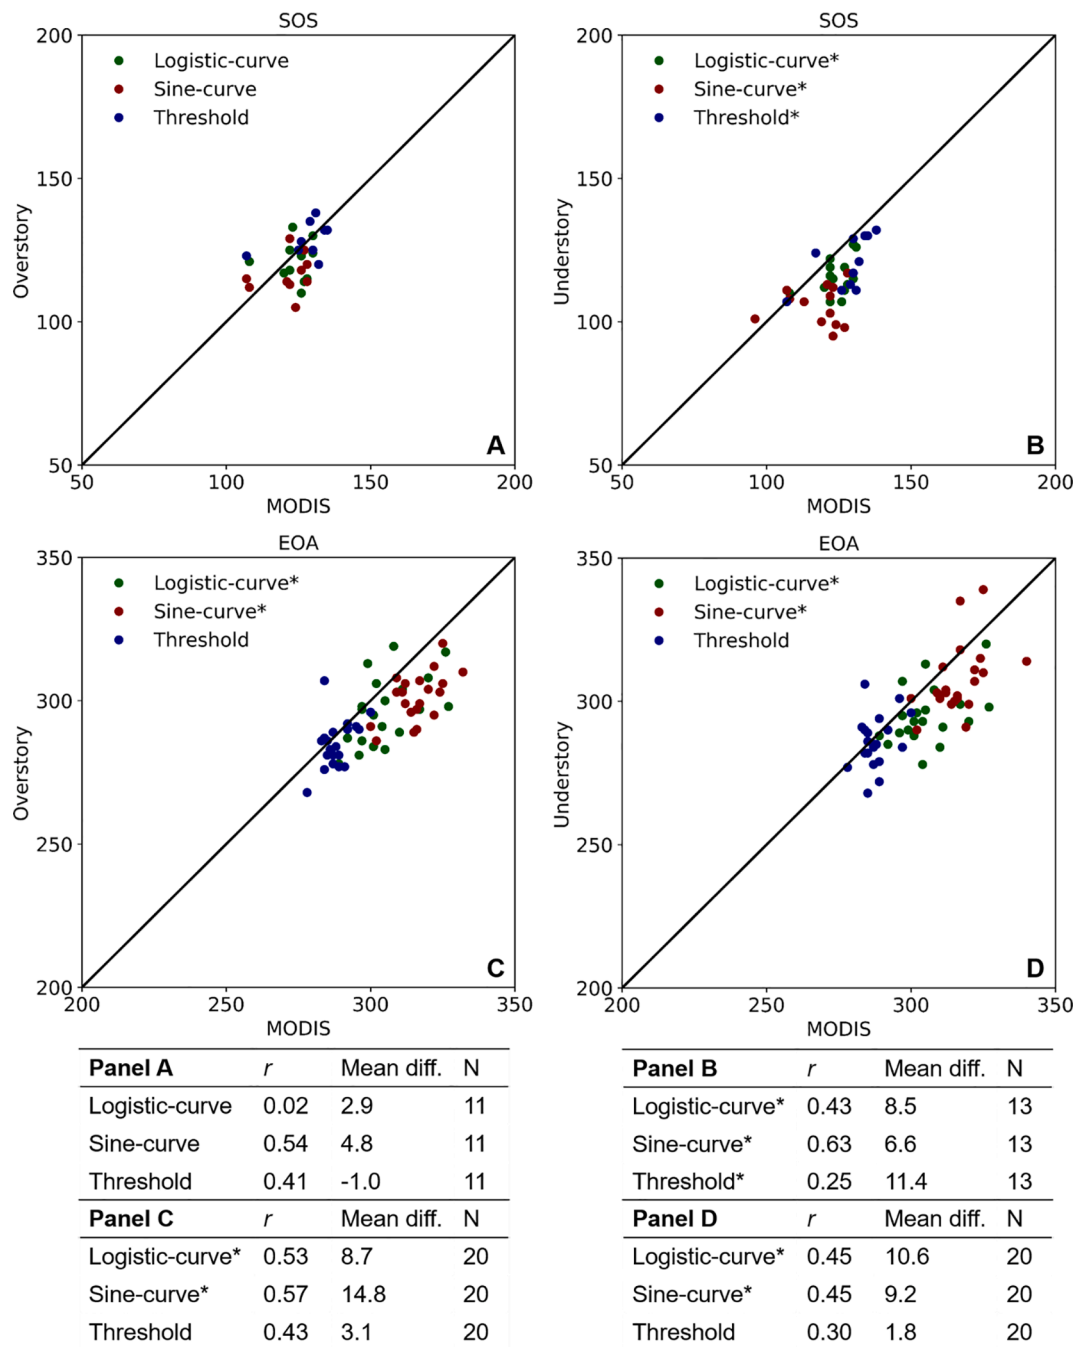 SOS
200
150
100
50
50 100 150 200
Overstory
MODIS
Logistic-curve
Sine-curve
Threshold
A
SOS
200
150
100
50
50 100 150 200
Understory
MODIS
Logistic-curve*
Sine-curve*
Threshold*
B
EOA
350
300
250
200
200 250 300 350
Overstory
MODIS
Logistic-curve*
Sine-curve*
Threshold
C
EOA
350
300
250
200
200 250 300 350
Understory
MODIS
Logistic-curve*
Sine-curve*
Threshold
D
Panel A r Mean diff. N
Logistic-curve 0.02 2.9 11
Sine-curve 0.54 4.8 11
Threshold 0.41 -1.0 11
Panel C r Mean diff. N
Logistic-curve* 0.53 8.7 20
Sine-curve* 0.57 14.8 20
Threshold 0.43 3.1 20
Panel B r Mean diff. N
Logistic-curve* 0.43 8.5 13
Sine-curve* 0.63 6.6 13
Threshold* 0.25 11.4 13
Panel D r Mean diff. N
Logistic-curve* 0.45 10.6 20
Sine-curve* 0.45 9.2 20
Threshold 0.30 1.8 20